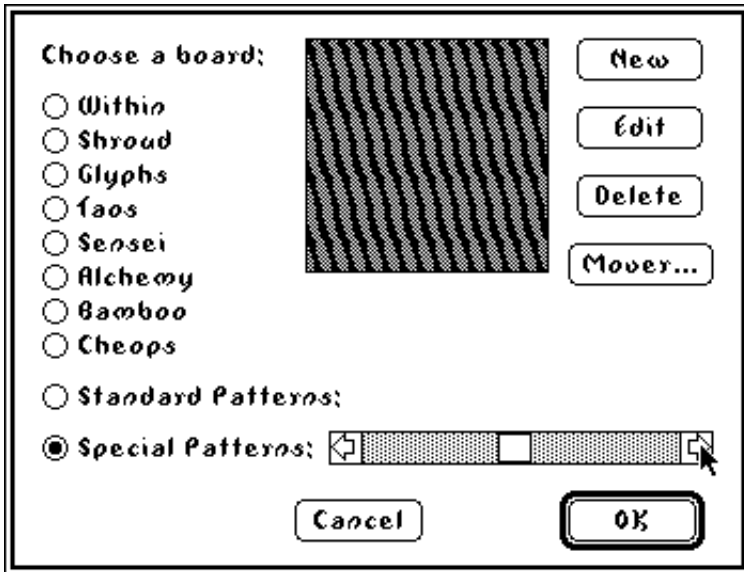 Choose a board:
New
Within
Edit
Shroud
Glyphs
Delete
Taos
Sensei
Mover...
Alchemy
Bamboo
Cheops
Standard Patterns:
Special Patterns:
Cancel
OK